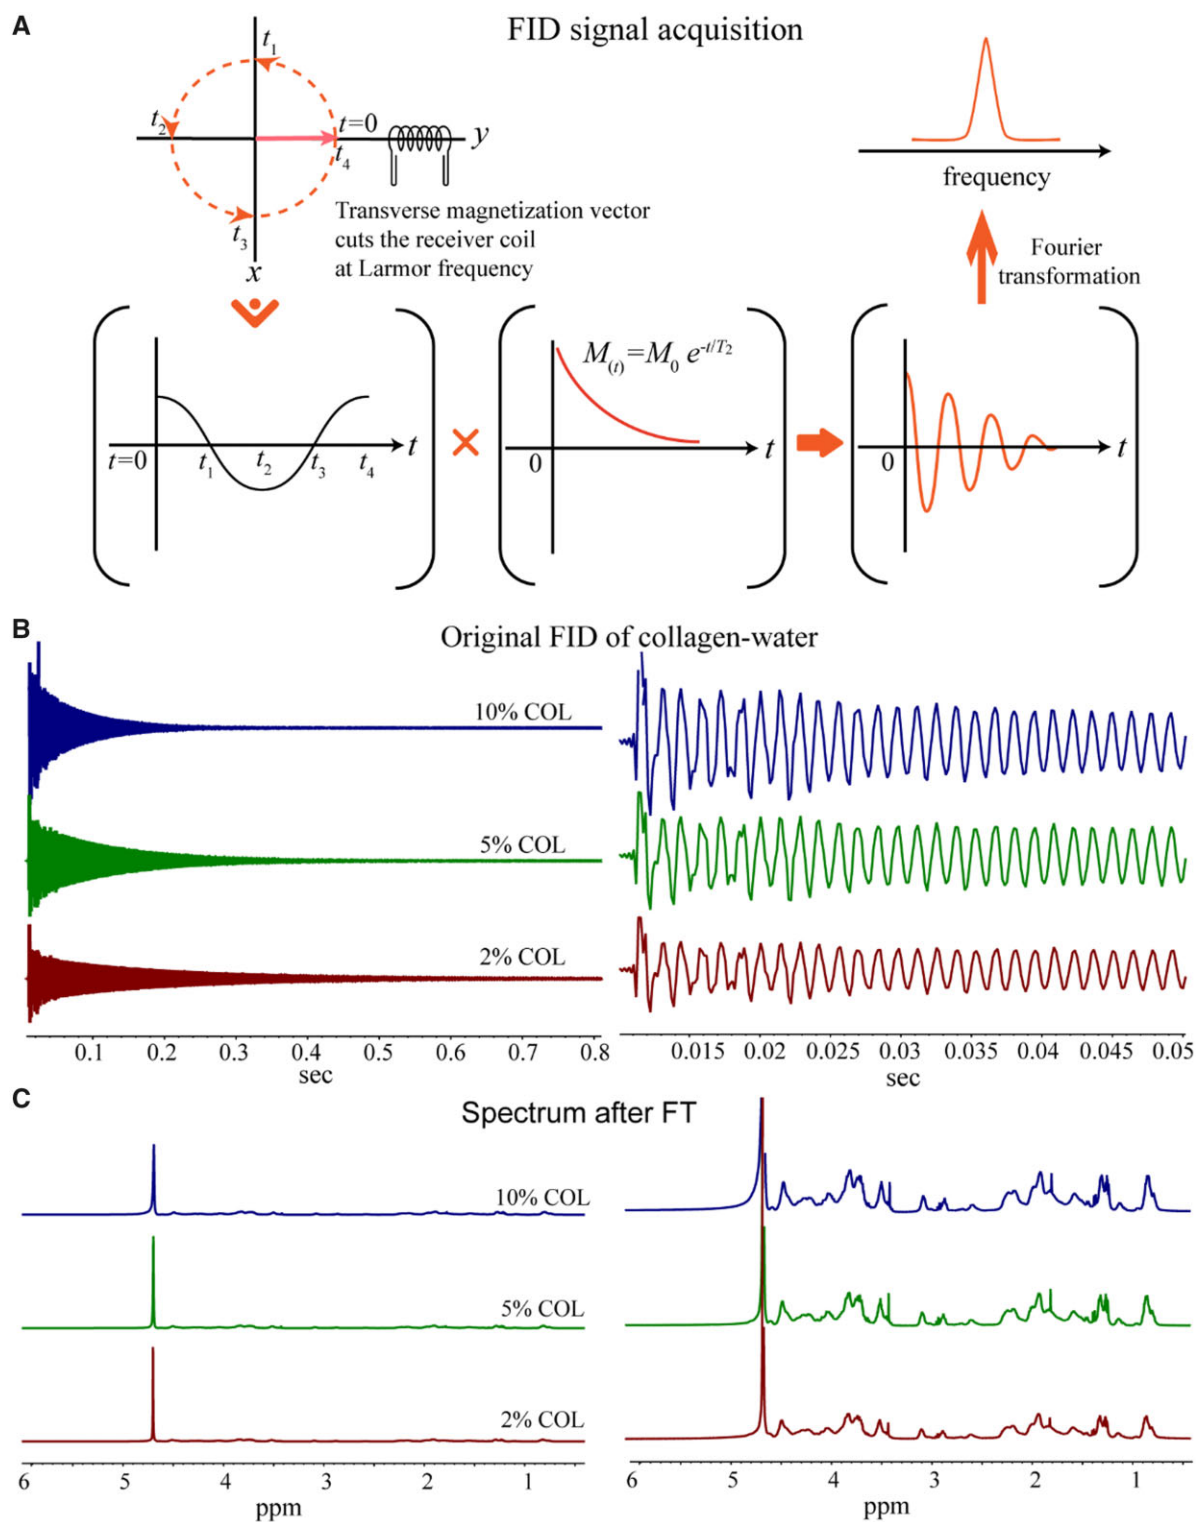 A
FID signal acquisition
t1
t2
t=0
y
t4
t3
x
Transverse magnetization vector
cuts the receiver coil
at Larmor frequency
frequency
Fourier
transformation
M(t)=M0 e-t/T2
t=0
t1
t2
t3
t4
t
×
0
t
0
t
B
Original FID of collagen-water
10% COL
5% COL
2% COL
0.1 0.2 0.3 0.4 0.5 0.6 0.7 0.8
sec
0.015 0.02 0.025 0.03 0.035 0.04 0.045 0.05
sec
C
Spectrum after FT
10% COL
5% COL
2% COL
6 5 4 3 2 1
ppm
6 5 4 3 2 1
ppm